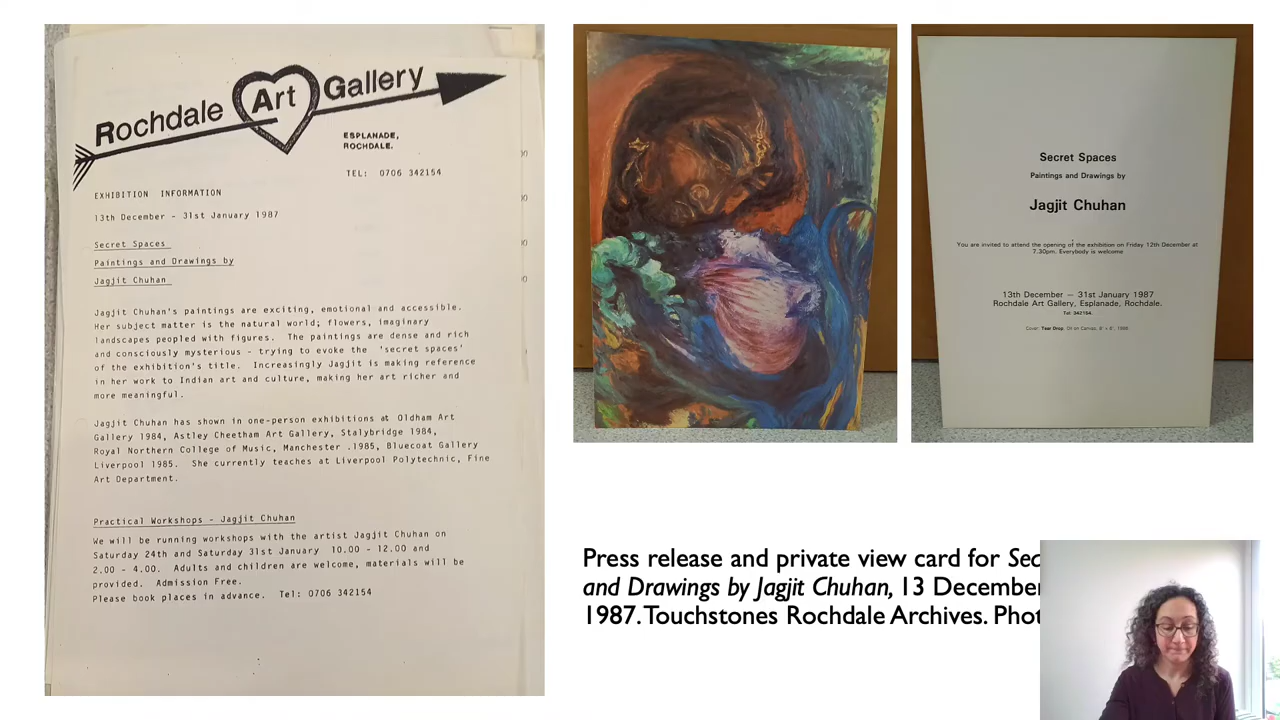 Rochdale Art Gallery
ESPLANADE,
ROCHDALE.
TEL: 0706 342154
EXHIBITION INFORMATION
13th December - 31st January 1987
Secret Spaces
Paintings and Drawings by
Jagjit Chuhan
Jagjit Chuhan's paintings are exciting, emotional and accessible.
Her subject matter is the natural world; flowers, imaginary
landscapes peopled with figures. The paintings are dense and rich
and consciously mysterious - trying to evoke the 'secret spaces'
of the exhibition's title. Increasingly Jagjit is making reference
in her work to Indian art and culture, making her art richer and
more meaningful.
Jagjit Chuhan has shown in one-person exhibitions at Oldham Art
Gallery 1984, Astley Cheetham Art Gallery, Stalybridge 1984,
Royal Northern College of Music, Manchester .1985, Bluecoat Gallery
Liverpool 1985. She currently teaches at Liverpool Polytechnic, Fine
Art Department.
Practical Workshops - Jagjit Chuhan
We will be running workshops with the artist Jagjit Chuhan on
Saturday 24th and Saturday 31st January 10.00 - 12.00 and
2.00 - 4.00. Adults and children are welcome, materials will be
provided. Admission Free.
Please book places in advance. Tel: 0706 342154
Secret Spaces
Paintings and Drawings by
Jagjit Chuhan
You are invited to attend the opening of the exhibition on Friday 12th December at
7.30pm. Everybody is welcome
13th December — 31st January 1987
Rochdale Art Gallery, Esplanade, Rochdale.
Tel: 342154.
Cover: Tear Drop, Oil on Canvas,
Press release and private view card for Sec
and Drawings by Jagjit Chuhan, 13 December
1987. Touchstones Rochdale Archives. Phot